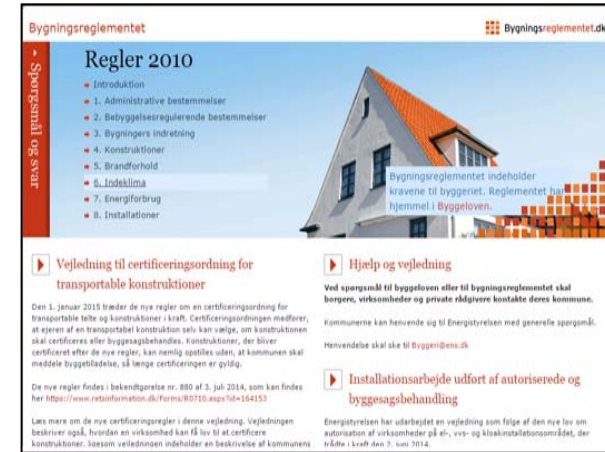 Bygningsreglementet
Bygningsreglementet.dk
Spørgsmål og svar
Regler 2010
Introduktion
1. Administrative bestemmelser
2. Bebyggelsesregulerende bestemmelser
3. Bygningers indretning
4. Konstruktioner
5. Brandforhold
6. Indeklima
7. Energiforbrug
8. Installationer
Bygningsreglementet indeholder
kravene til byggeriet. Reglementet har
hjemmel i Byggeloven.
Vejledning til certificeringsordning for
transportable konstruktioner
Den 1. januar 2015 træder de nye regler om en certificeringsordning for
transportable telte og konstruktioner i kraft. Certificeringsordningen medfører,
at ejeren af en transportabel konstruktion selv kan vælge, om konstruktionen
skal certificeres eller byggesagsbehandles. Konstruktioner, der bliver
certificeret efter de nye regler, kan nemlig opstilles uden, at kommunen skal
meddele byggetilladelse, så længe certificeringen er gyldig.
De nye regler findes i bekendtgørelse nr. 880 af 3. juli 2014, som kan findes
her https://www.retsinformation.dk/Forms/R0710.aspx?id=164153
Læs mere om de nye certificeringsregler i denne vejledning. Vejledningen
beskriver også, hvordan en virksomhed kan få lov til at certificere
konstruktioner, ligesom vejledningen indeholder en beskrivelse af kommunens
Hjælp og vejledning
Ved spørgsmål til byggeloven eller til bygningsreglementet skal
borgere, virksomheder og private rådgivere kontakte deres kommune.
Kommunerne kan henvende sig til Energistyrelsen med generelle spørgsmål.
Henvendelse skal ske til Byggeri@ens.dk
Installationsarbejde udført af autoriserede og
byggesagsbehandling
Energistyrelsen har udarbejdet en vejledning som følge af den nye lov om
autorisation af virksomheder på el-, vvs- og kloakinstallationsområdet, der
trådte i kraft den 2. juni 2014.